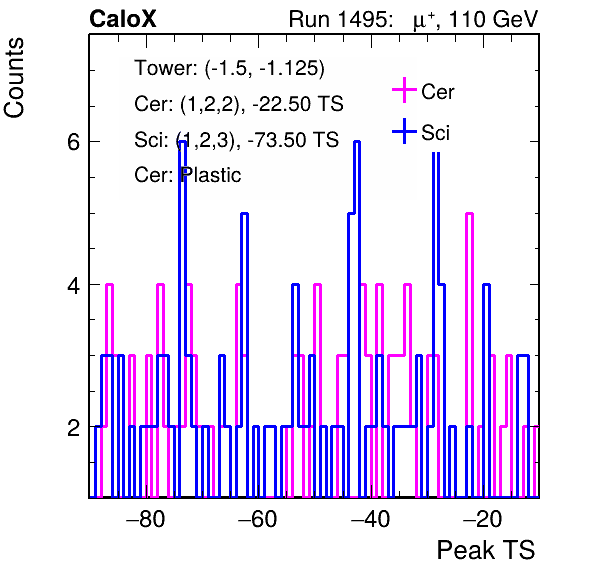 CaloX
Run 1495: μ⁺, 110 GeV
Counts
Tower: (-1.5, -1.125)
Cer: (1,2,2), -22.50 TS
Sci: (1,2,3), -73.50 TS
Cer: Plastic
Cer
Sci
6
4
2
−80 −60 −40 −20
Peak TS